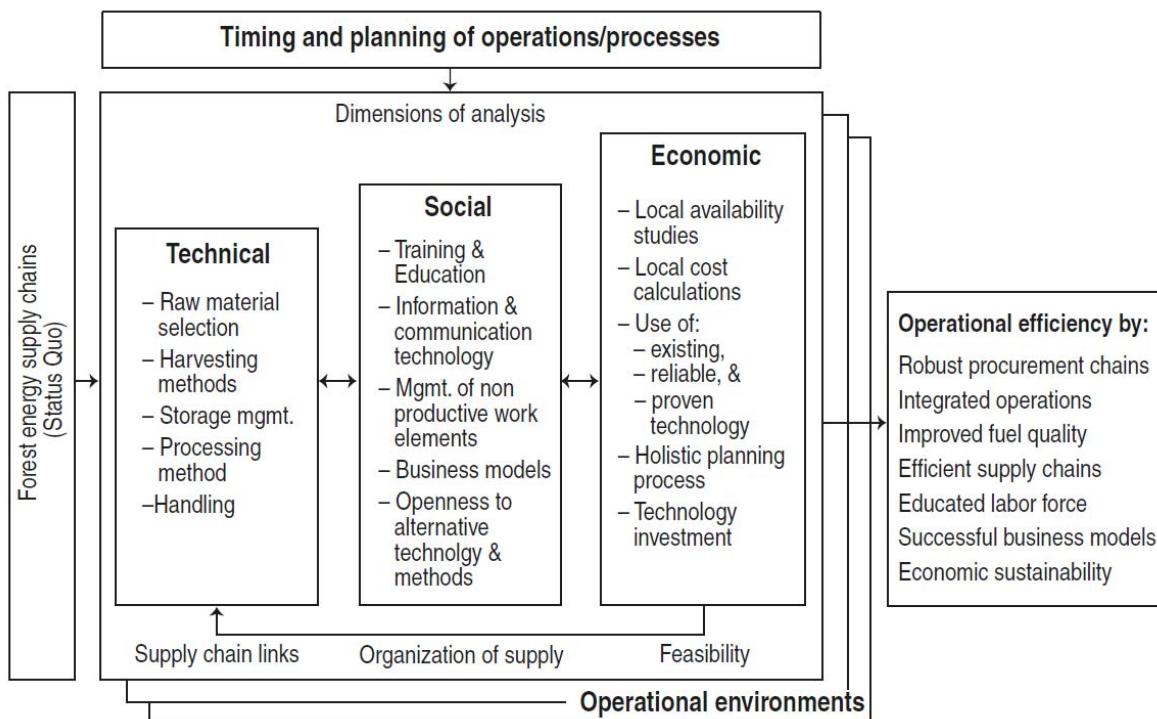 Timing and planning of operations/processes
Forest energy supply chains
(Status Quo)
Dimensions of analysis
Technical
– Raw material
selection
– Harvesting
methods
– Storage mgmt.
– Processing
method
–Handling
Social
– Training &
Education
– Information &
communication
technology
– Mgmt. of non
productive work
elements
– Business models
– Openness to
alternative
technolgy &
methods
Economic
– Local availability
studies
– Local cost
calculations
– Use of:
– existing,
– reliable, &
– proven
technology
– Holistic planning
process
– Technology
investment
Supply chain links
Organization of supply
Feasibility
Operational environments
Operational efficiency by:
Robust procurement chains
Integrated operations
Improved fuel quality
Efficient supply chains
Educated labor force
Successful business models
Economic sustainability